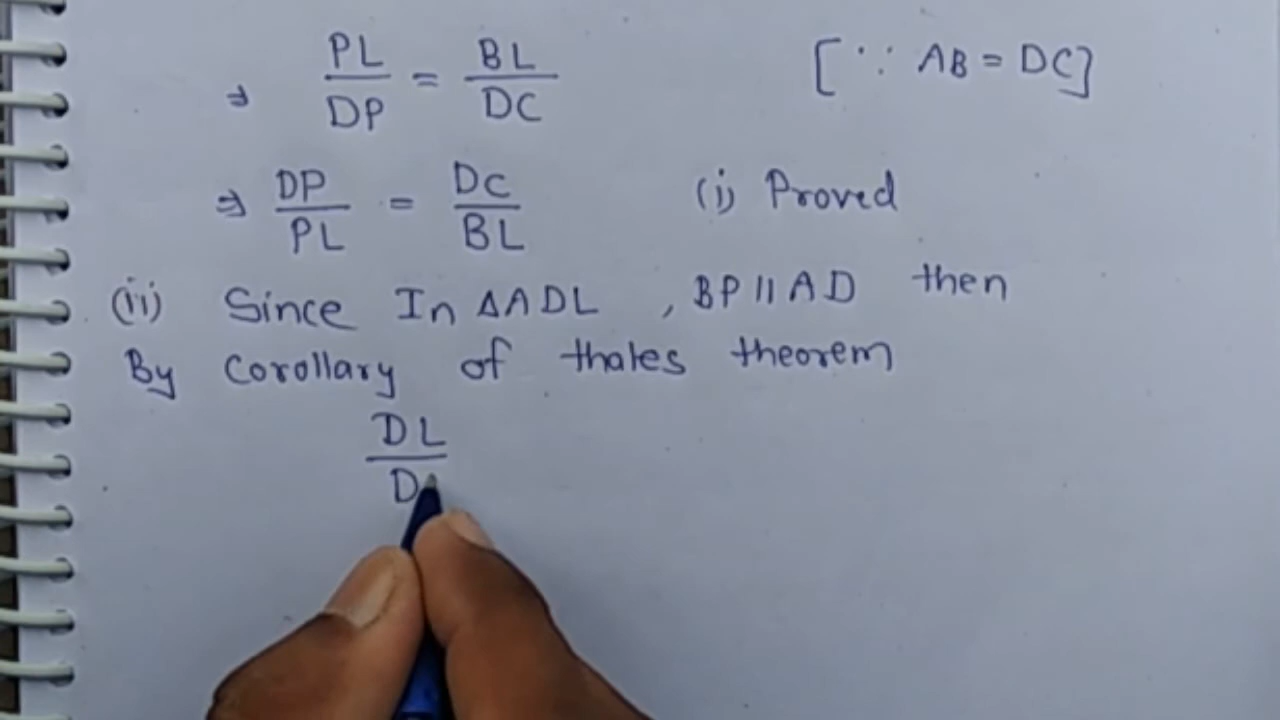 ⇒ PL/DP = BL/DC [∵ AB = DC]
⇒ DP/PL = DC/BL (i) Proved
(ii) Since In ΔADL , BP || AD then
By Corollary of thales theorem
DL/D